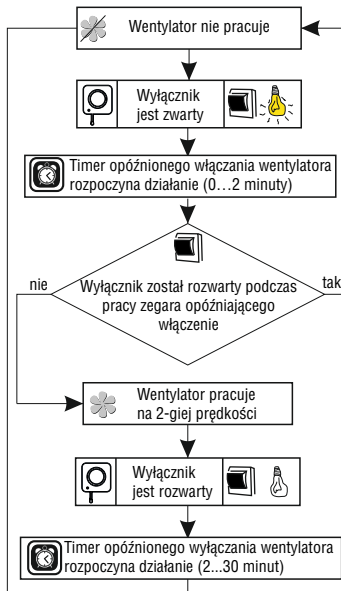 Wentylator nie pracuje
Wyłącznik
jest zwarty
Timer opóźnionego włączania wentylatora
rozpoczyna działanie (0...2 minuty)
nie
tak
Wyłącznik został rozwarty podczas
pracy zegara opóźniającego
włączenie
Wentylator pracuje
na 2-giej prędkości
Wyłącznik
jest rozwarty
Timer opóźnionego wyłączania wentylatora
rozpoczyna działanie (2...30 minut)